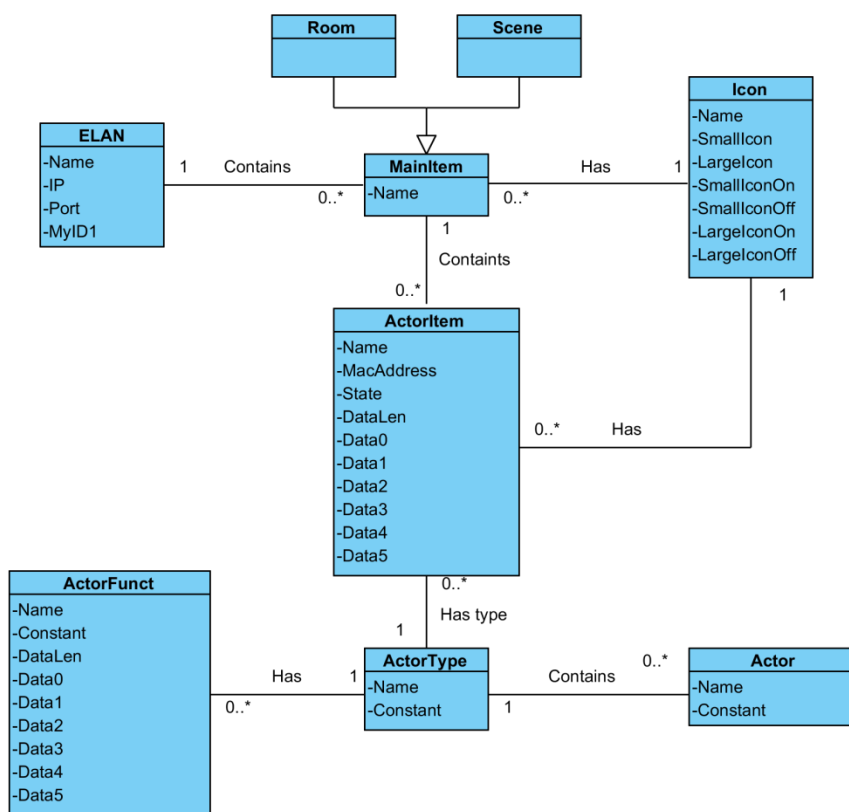 Room
Scene
Icon
-Name
-SmallIcon
-LargeIcon
-SmallIconOn
-SmallIconOff
-LargeIconOn
-LargeIconOff
ELAN
-Name
-IP
-Port
-MyID1
1 Contains 0..*
MainItem
-Name
Has
1
0..*
1
Containts
0..*
1
ActorItem
-Name
-MacAddress
-State
-DataLen
-Data0
-Data1
-Data2
-Data3
-Data4
-Data5
0..* Has
0..*
Has type
1
ActorFunct
-Name
-Constant
-DataLen
-Data0
-Data1
-Data2
-Data3
-Data4
-Data5
Has
1
0..*
ActorType
-Name
-Constant
Contains
0..*
1
Actor
-Name
-Constant